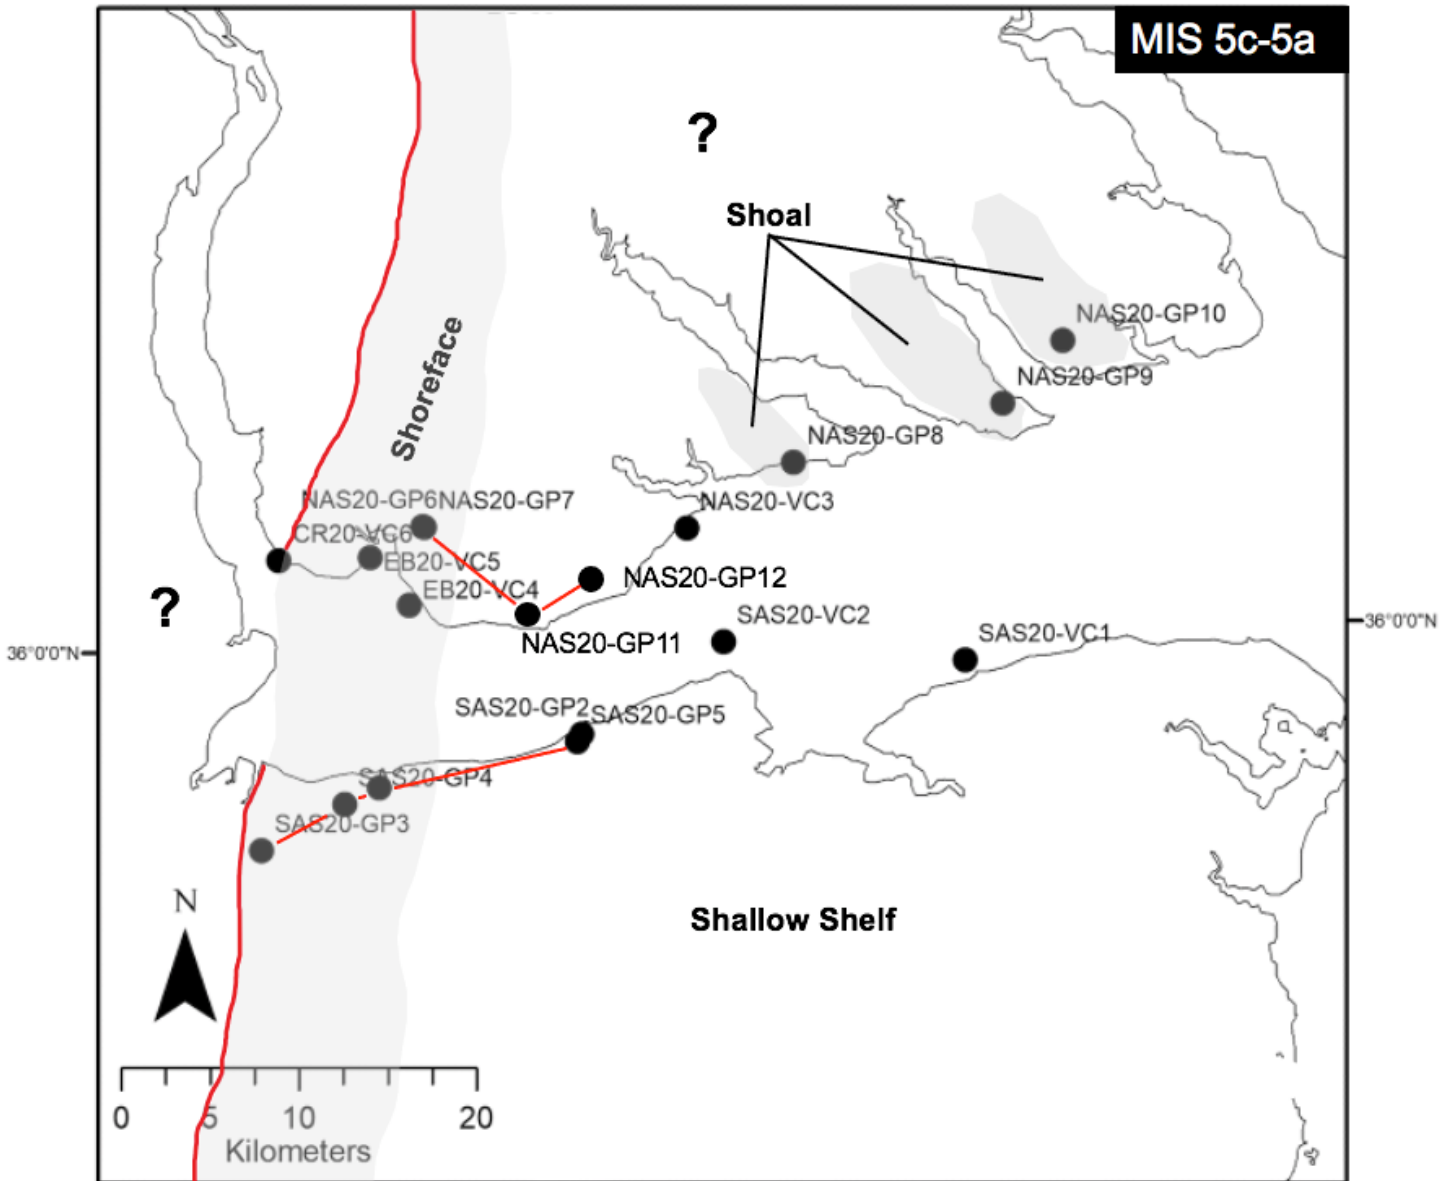 MIS 5c-5a
?
Shoal
NAS20-GP10
Shoreface
NAS20-GP9
NAS20-GP8
NAS20-GP6NAS20-GP7
NAS20-VC3
CR20-VC6
EB20-VC5
NAS20-GP12
EB20-VC4
?
SAS20-VC2
36°0'0"N
NAS20-GP11
SAS20-VC1
36°0'0"N
SAS20-GP2SAS20-GP5
SAS20-GP4
SAS20-GP3
N
Shallow Shelf
0 5 10 20
Kilometers